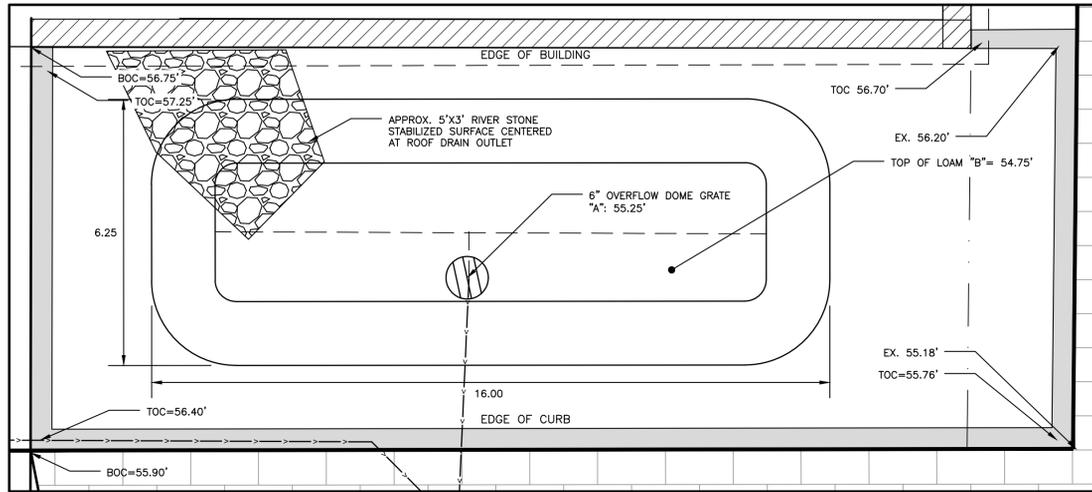 EDGE OF BUILDING
BOC=56.75'
TOC=57.25'
TOC 56.70'
APPROX. 5'X3' RIVER STONE
STABILIZED SURFACE CENTERED
AT ROOF DRAIN OUTLET
EX. 56.20'
TOP OF LOAM "B"= 54.75'
6" OVERFLOW DOME GRATE
"A": 55.25'
6.25
EX. 55.18'
TOC=55.76'
16.00
TOC=56.40'
EDGE OF CURB
BOC=55.90'